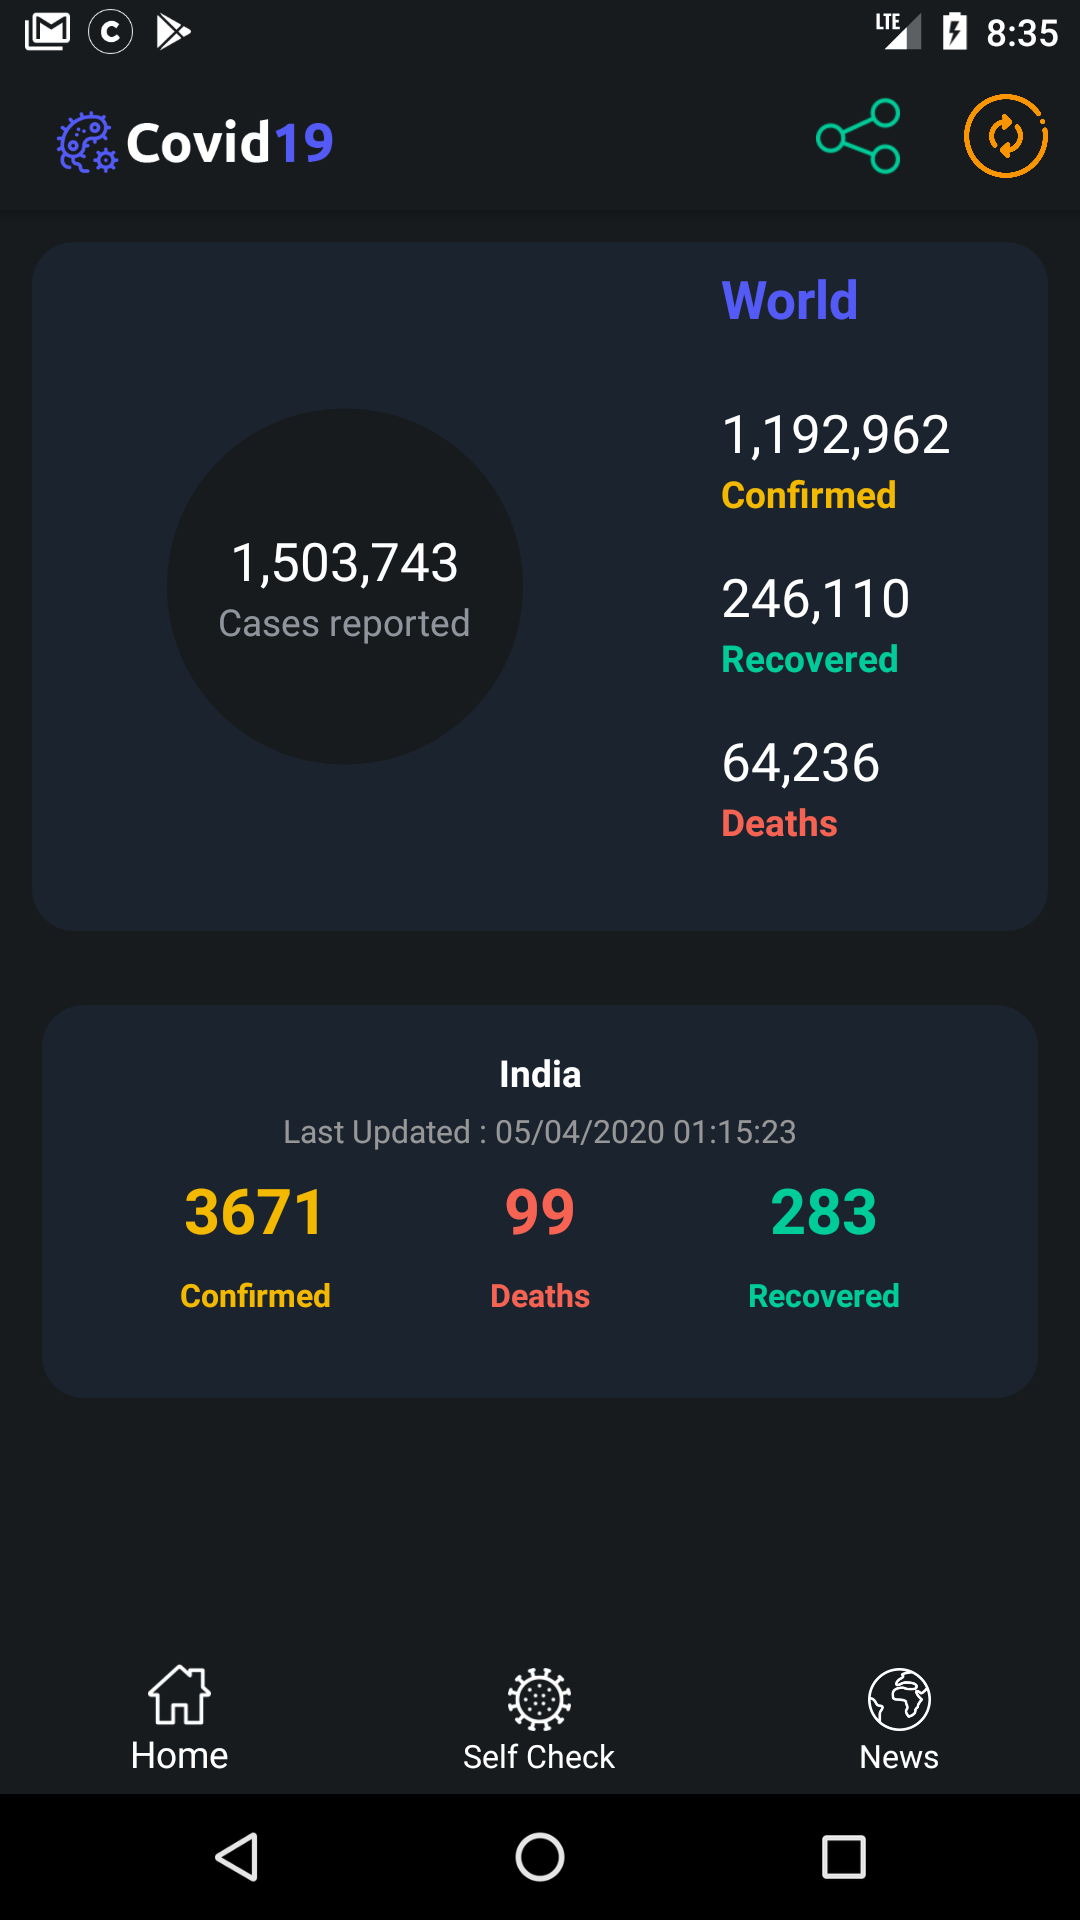 LTE 8:35
Covid19
World
1,192,962
Confirmed
1,503,743
Cases reported
246,110
Recovered
64,236
Deaths
India
Last Updated : 05/04/2020 01:15:23
3671 99 283
Confirmed Deaths Recovered
Home Self Check News